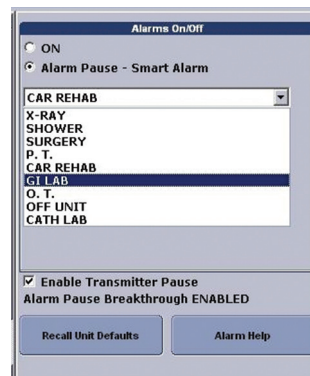 Alarms On/Off
ON
Alarm Pause - Smart Alarm
CAR REHAB
X-RAY
SHOWER
SURGERY
P. T.
CAR REHAB
GI LAB
O. T.
OFF UNIT
CATH LAB
Enable Transmitter Pause
Alarm Pause Breakthrough ENABLED
Recall Unit Defaults
Alarm Help